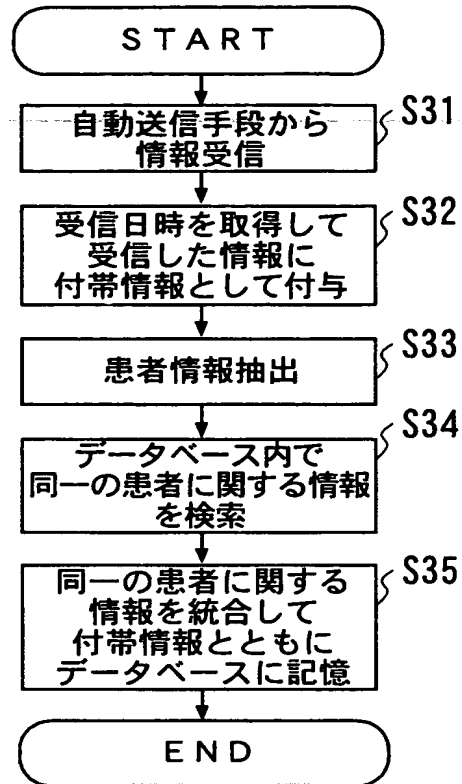 START
自動送信手段から
情報受信
S31
受信日時を取得して
受信した情報に
付帯情報として付与
S32
患者情報抽出
S33
データベース内で
同一の患者に関する情報
を検索
S34
同一の患者に関する
情報を統合して
付帯情報とともに
データベースに記憶
S35
END